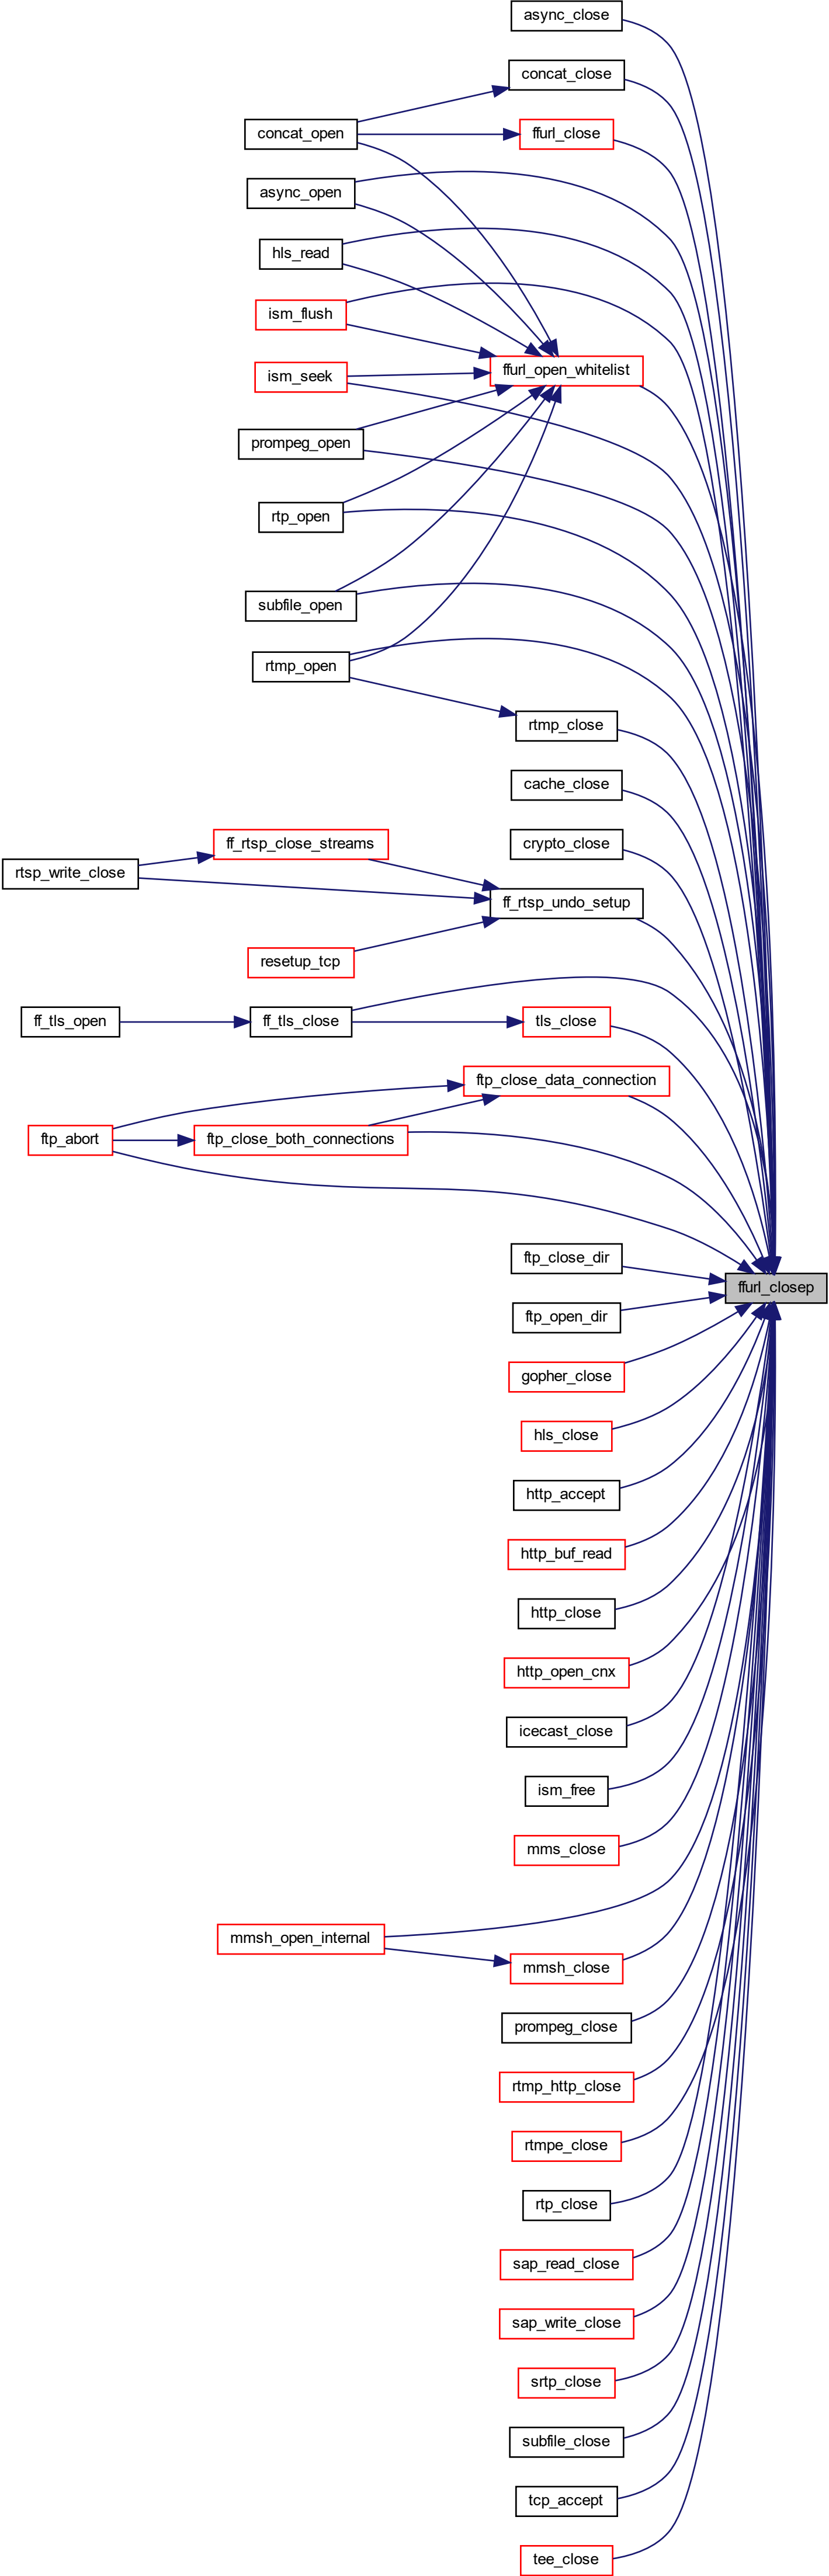 async_close
concat_close
concat_open
ffurl_close
async_open
hls_read
ism_flush
ffurl_open_whitelist
ism_seek
prompeg_open
rtp_open
subfile_open
rtmp_open
rtmp_close
cache_close
crypto_close
ff_rtsp_close_streams
rtsp_write_close
ff_rtsp_undo_setup
resetup_tcp
ff_tls_open
ff_tls_close
tls_close
ftp_close_data_connection
ftp_abort
ftp_close_both_connections
ftp_close_dir
ffurl_closep
ftp_open_dir
gopher_close
hls_close
http_accept
http_buf_read
http_close
http_open_cnx
icecast_close
ism_free
mms_close
mmsh_open_internal
mmsh_close
prompeg_close
rtmp_http_close
rtmpe_close
rtp_close
sap_read_close
sap_write_close
srtp_close
subfile_close
tcp_accept
tee_close